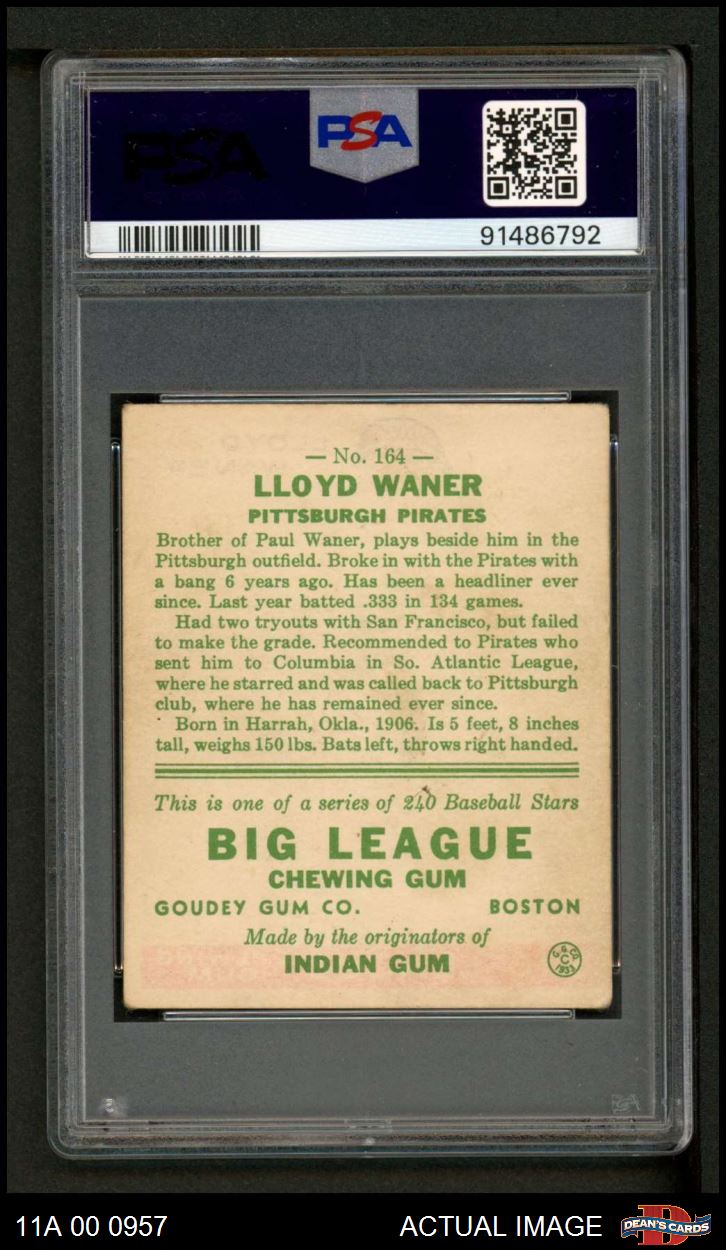 PSA
PSA
91486792
— No. 164 —
LLOYD WANER
PITTSBURGH PIRATES
Brother of Paul Waner, plays beside him in the
Pittsburgh outfield. Broke in with the Pirates with
a bang 6 years ago. Has been a headliner ever
since. Last year batted .333 in 134 games.
Had two tryouts with San Francisco, but failed
to make the grade. Recommended to Pirates who
sent him to Columbia in So. Atlantic League,
where he starred and was called back to Pittsburgh
club, where he has remained ever since.
Born in Harrah, Okla., 1906. Is 5 feet, 8 inches
tall, weighs 150 lbs. Bats left, throws right handed.
This is one of a series of 240 Baseball Stars
BIG LEAGUE
CHEWING GUM
GOUDEY GUM CO. BOSTON
Made by the originators of
INDIAN GUM
G.G.CO.
C
1933
11A 00 0957 ACTUAL IMAGE DEAN'S CARDS